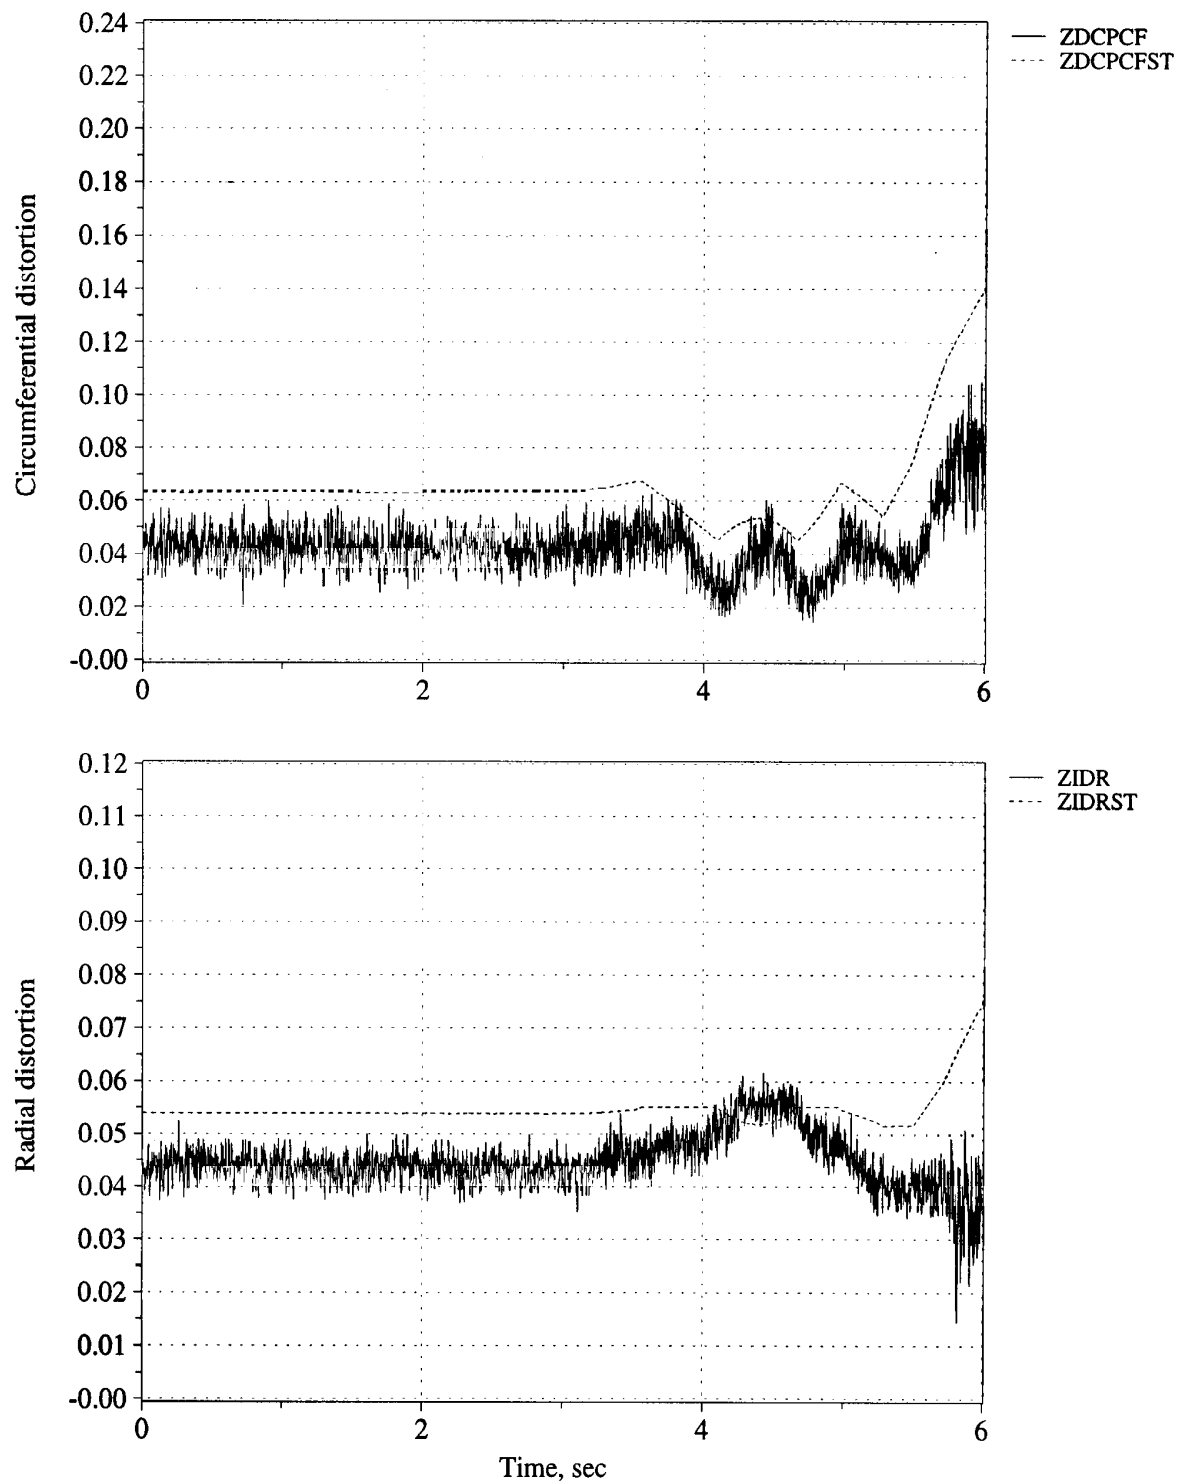 0.24
0.22
0.20
0.18
0.16
0.14
0.12
0.10
0.08
0.06
0.04
0.02
-0.00
Circumferential distortion
0 2 4 6
ZDCPCF
ZDCPCFST
0.12
0.11
0.10
0.09
0.08
0.07
0.06
0.05
0.04
0.03
0.02
0.01
-0.00
Radial distortion
0 2 4 6
Time, sec
ZIDR
ZIDRST